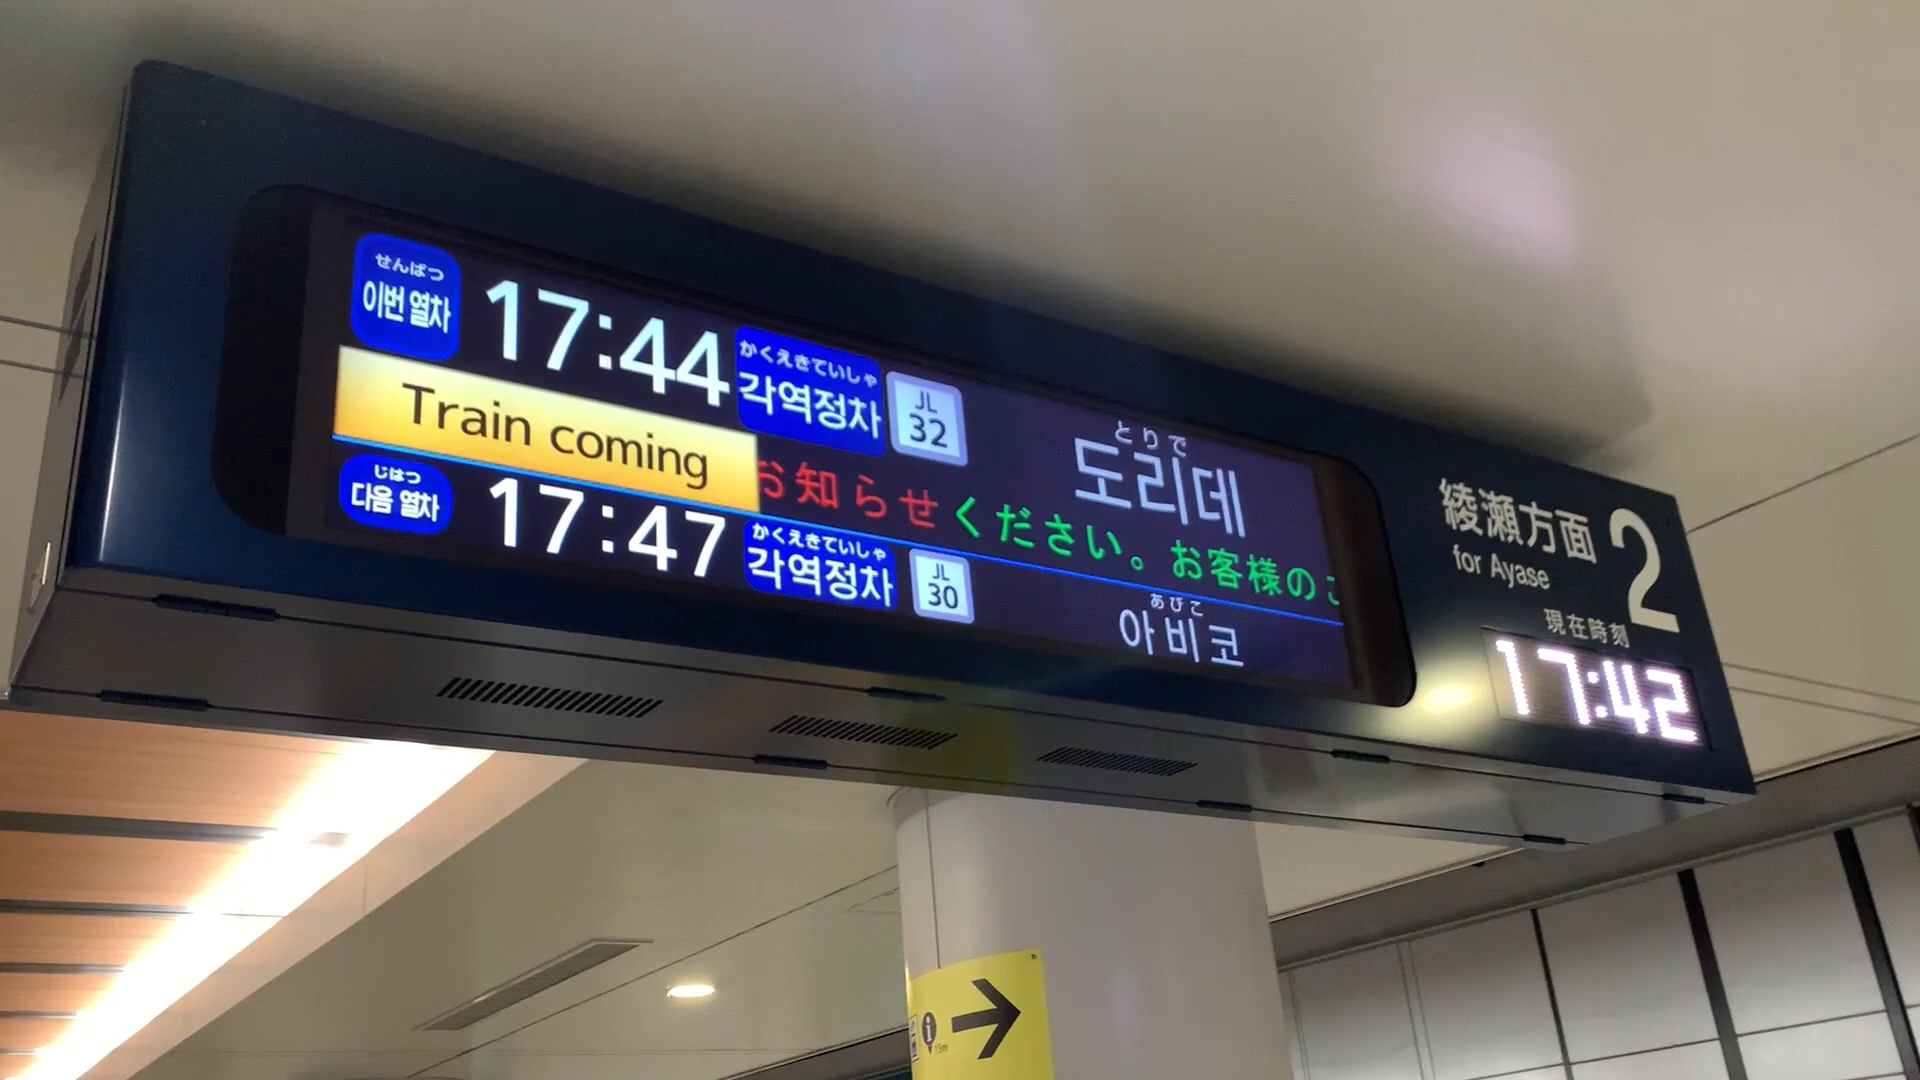 せんぱつ
이번 열차
17:44
かくえきていしゃ
각역정차
JL
32
とりで
도리데
Train coming
お知らせください。お客様の
じはつ
다음 열차
17:47
かくえきていしゃ
각역정차
JL
30
あびこ
아비코
綾瀬方面
for Ayase
2
現在時刻
17:42
15m